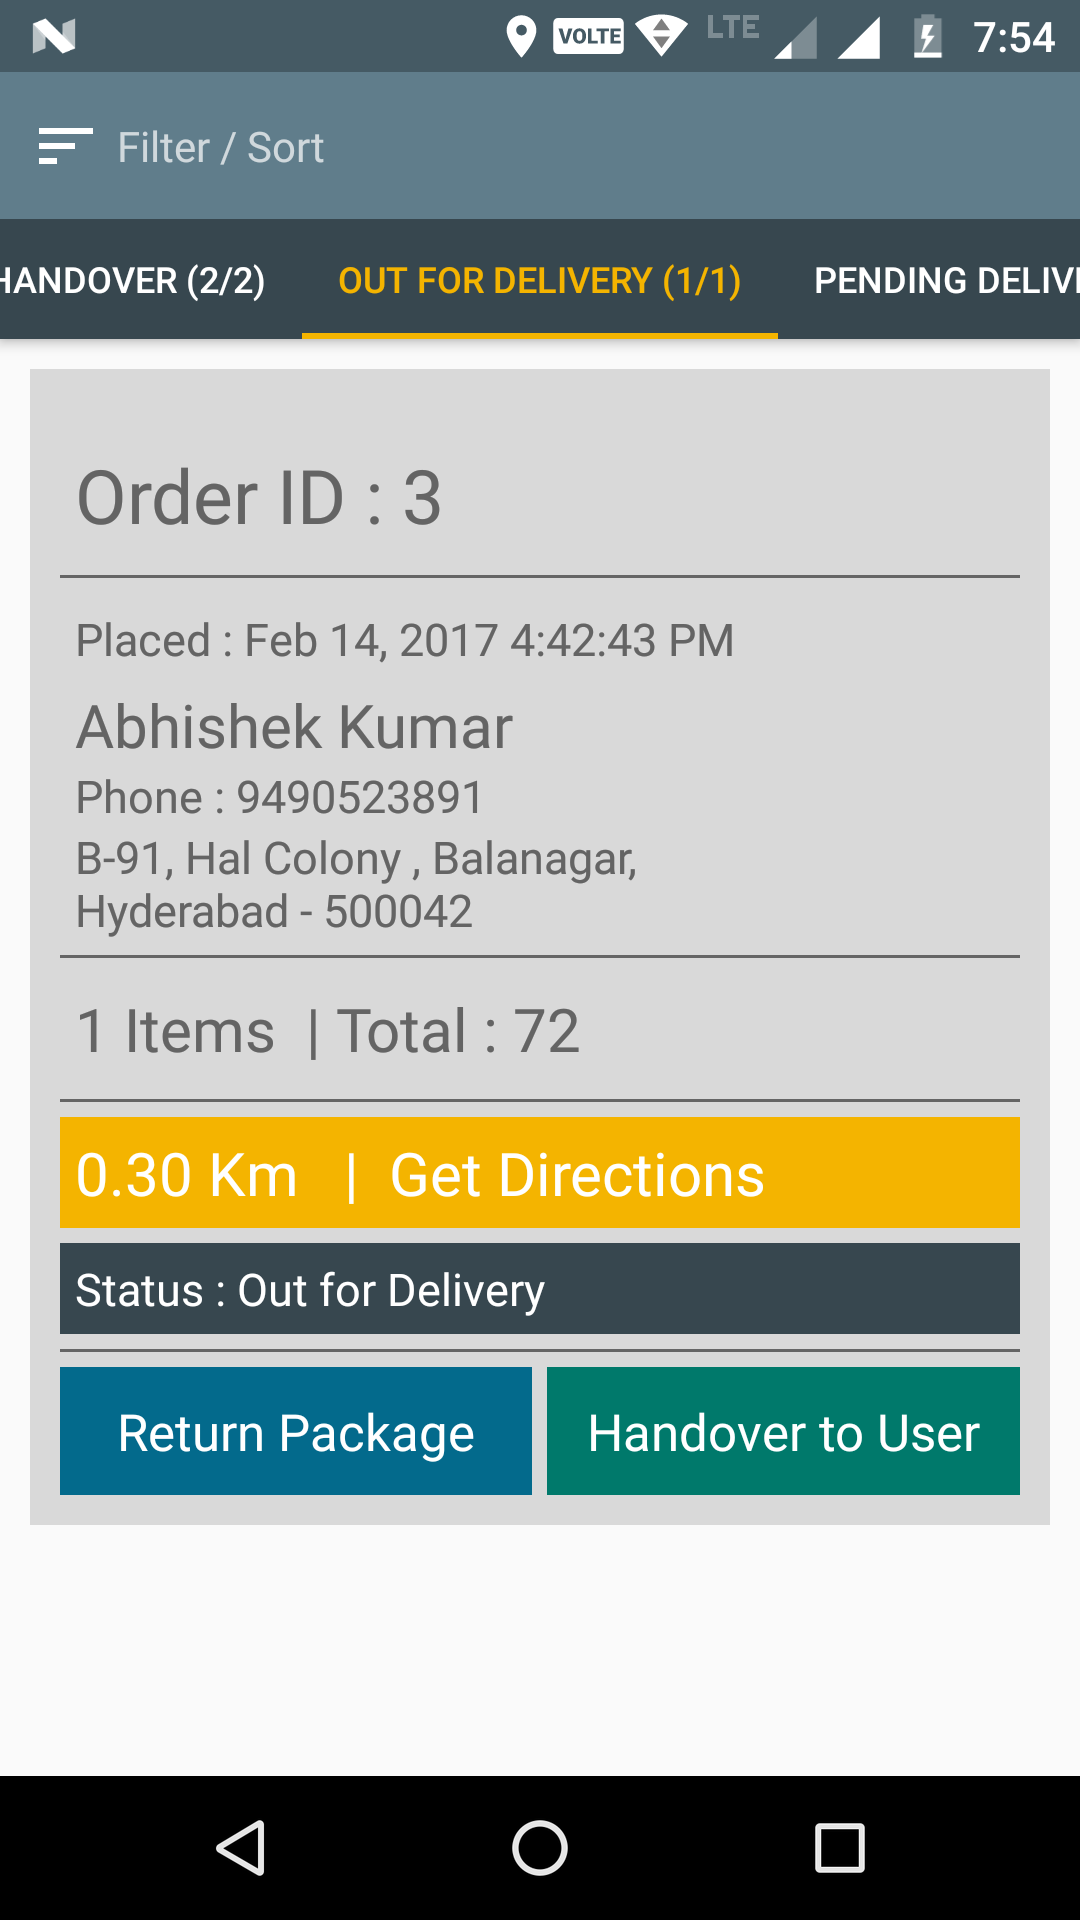 VOLTE LTE 7:54
Filter / Sort
HANDOVER (2/2) OUT FOR DELIVERY (1/1) PENDING
Order ID : 3
Placed : Feb 14, 2017 4:42:43 PM
Abhishek Kumar
Phone : 9490523891
B-91, Hal Colony , Balanagar,
Hyderabad - 500042
1 Items | Total : 72
0.30 Km | Get Directions
Status : Out for Delivery
Return Package Handover to User